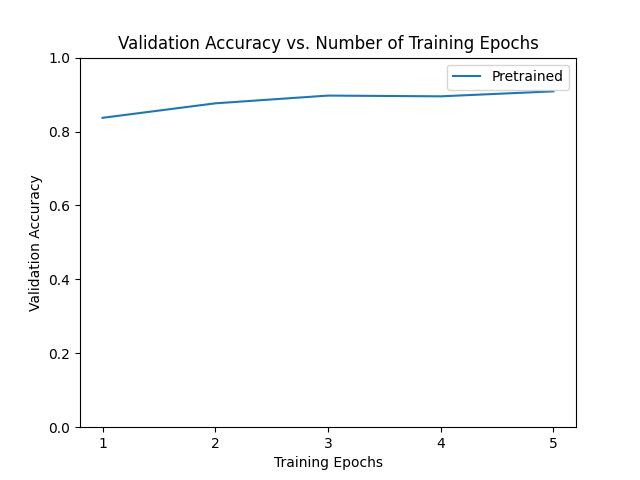 Validation Accuracy vs. Number of Training Epochs
Pretrained
Validation Accuracy
1.0
0.8
0.6
0.4
0.2
0.0
1 2 3 4 5
Training Epochs